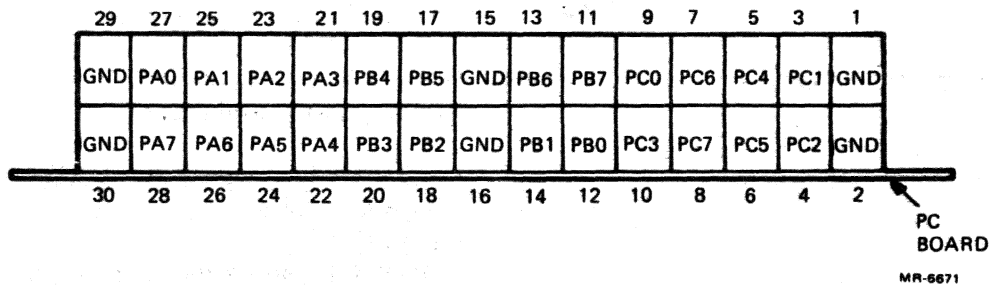 29 27 25 23 21 19 17 15 13 11 9 7 5 3 1
GND PA0 PA1 PA2 PA3 PB4 PB5 GND PB6 PB7 PC0 PC6 PC4 PC1 GND
GND PA7 PA6 PA5 PA4 PB3 PB2 GND PB1 PB0 PC3 PC7 PC5 PC2 GND
30 28 26 24 22 20 18 16 14 12 10 8 6 4 2
PC
BOARD
MR-6671